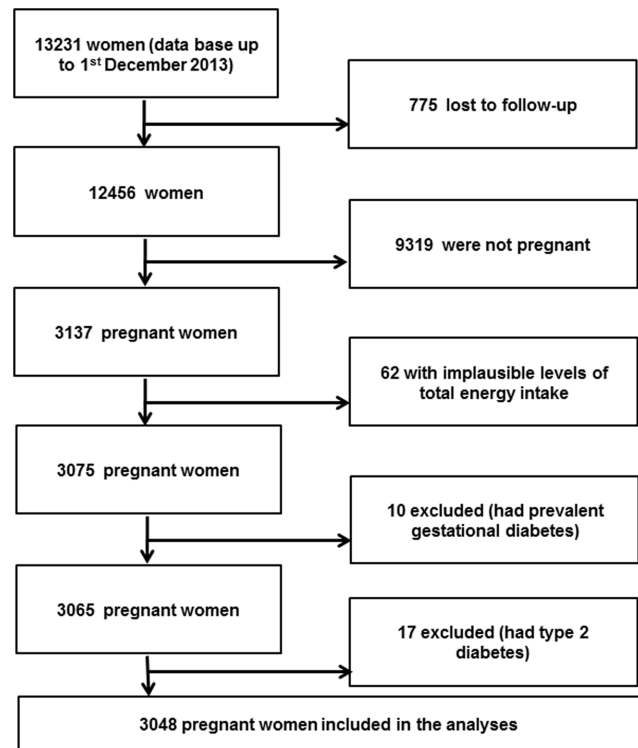 13231 women (data base up
to 1st December 2013)
775 lost to follow-up
12456 women
9319 were not pregnant
3137 pregnant women
62 with implausible levels of
total energy intake
3075 pregnant women
10 excluded (had prevalent
gestational diabetes)
3065 pregnant women
17 excluded (had type 2
diabetes)
3048 pregnant women included in the analyses